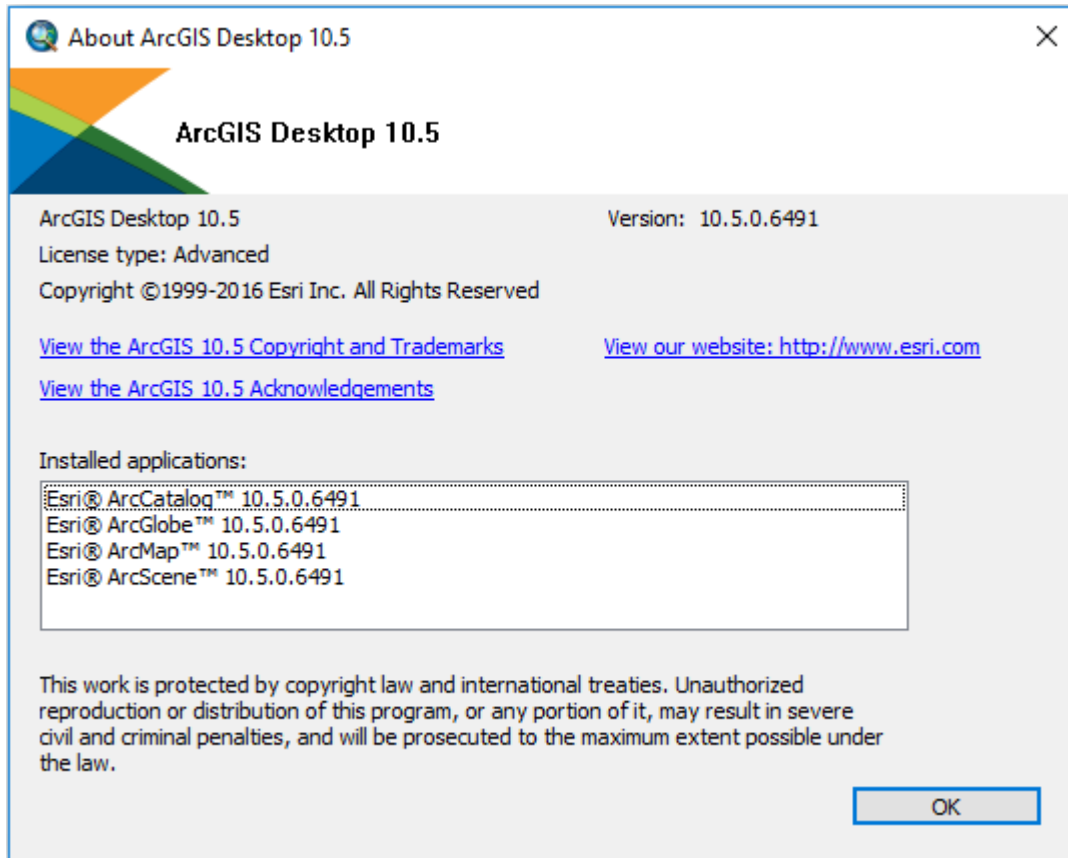 About ArcGIS Desktop 10.5
ArcGIS Desktop 10.5
ArcGIS Desktop 10.5 Version: 10.5.0.6491
License type: Advanced
Copyright ©1999-2016 Esri Inc. All Rights Reserved
View the ArcGIS 10.5 Copyright and Trademarks View our website: http://www.esri.com
View the ArcGIS 10.5 Acknowledgements
Installed applications:
Esri® ArcCatalog™ 10.5.0.6491
Esri® ArcGlobe™ 10.5.0.6491
Esri® ArcMap™ 10.5.0.6491
Esri® ArcScene™ 10.5.0.6491
This work is protected by copyright law and international treaties. Unauthorized
reproduction or distribution of this program, or any portion of it, may result in severe
civil and criminal penalties, and will be prosecuted to the maximum extent possible under
the law.
OK